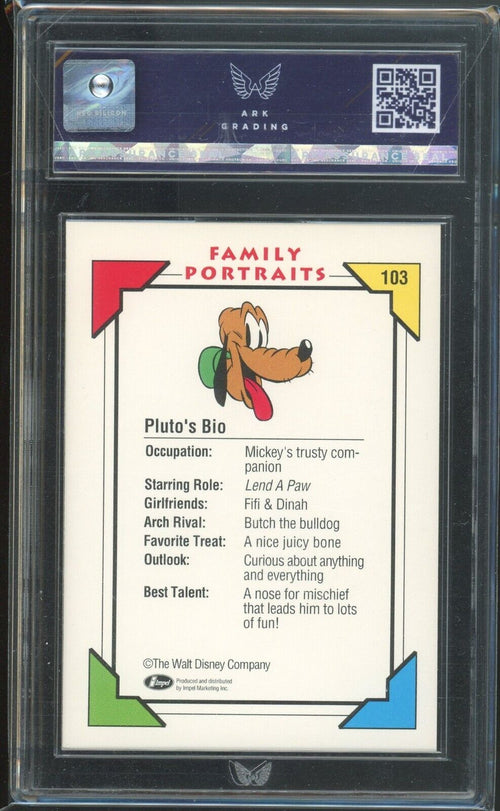 ARK
GRADING
FAMILY
PORTRAITS
103
Pluto's Bio
Occupation: Mickey's trusty com-
panion
Starring Role: Lend A Paw
Girlfriends: Fifi & Dinah
Arch Rival: Butch the bulldog
Favorite Treat: A nice juicy bone
Outlook: Curious about anything
and everything
Best Talent: A nose for mischief
that leads him to lots
of fun!
©The Walt Disney Company
Impel Produced and distributed
by Impel Marketing Inc.